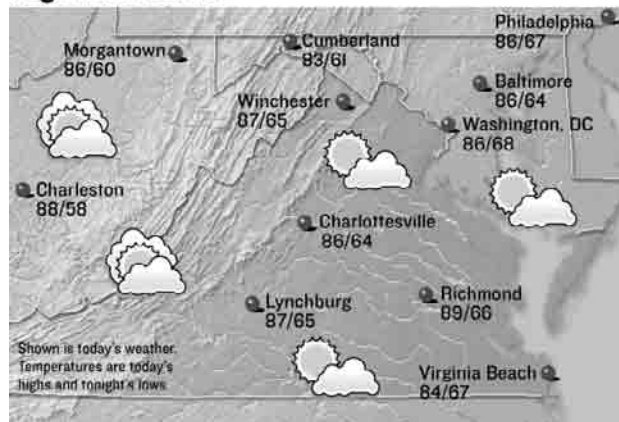 Philadelphia
86/67
Morgantown
86/60
Cumberland
83/61
Baltimore
86/64
Winchester
87/65
Washington, DC
86/68
Charleston
88/58
Charlottesville
86/64
Lynchburg
87/65
Richmond
89/66
Shown is today's weather.
Temperatures are today's
highs and tonight's lows.
Virginia Beach
84/67